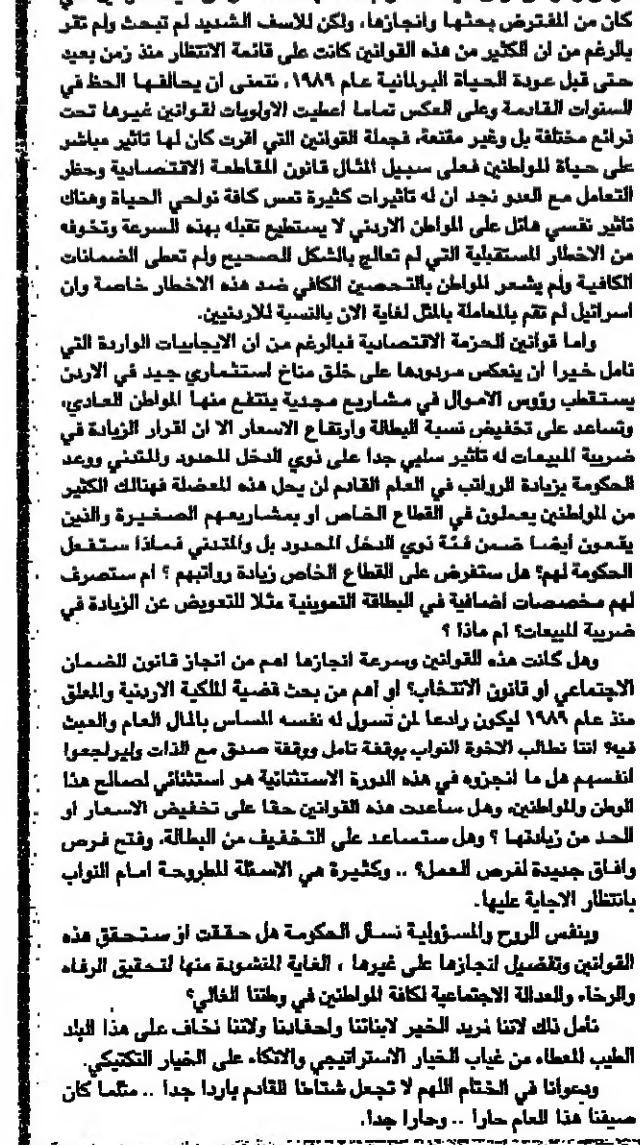 كان من المفترض بحثها وانجازها، ولكن للاسف الشديد لم تبحث ولم تقر
بالرغم من ان الكثير من هذه القوانين كانت على قائمة الانتظار منذ زمن بعيد
حتى قبل عودة الحياة البرلمانية عام ١٩٨٩، نتمنى ان يحالفها الحظ في
السنوات القادمة وعلى العكس تماما اعطيت الاولويات لقوانين غيرها تحت
ذرائع مختلفة بل وغير مقنعة، فجملة القوانين التي اقرت كان لها تاثير مباشر
على حياة المواطنين فعلى سبيل المثال قانون المقاطعة الاقتصادية وحظر
التعامل مع العدو نجد ان له تاثيرات كثيرة تمس كافة نواحي الحياة وهناك
تاثير نفسي هائل على المواطن الاردني لا يستطيع تقبله بهذه السرعة وتخوفه
من الاخطار المستقبلية التي لم تعالج بالشكل الصحيح ولم تعطى الضمانات
الكافية ولم يشعر المواطن بالتحصين الكافي ضد هذه الاخطار خاصة وان
اسرائيل لم تقم بالمعاملة بالمثل لغاية الان بالنسبة للاردنيين.
واما قوانين الحزمة الاقتصادية فبالرغم من ان الايجابيات الواردة التي
نامل خيرا ان ينعكس مردودها على خلق مناخ استثماري جيد في الاردن
يستقطب رؤوس الاموال في مشاريع مجدية ينتفع منها المواطن العادي،
وتساعد على تخفيض نسبة البطالة وارتفاع الاسعار الا ان اقرار الزيادة في
ضريبة المبيعات له تاثير سلبي جدا على ذوي الدخل المحدود والمتدني ووعد
الحكومة بزيادة الرواتب في العام القادم لن يحل هذه المعضلة فهنالك الكثير
من المواطنين يعملون في القطاع الخاص او بمشاريعهم الصغيرة والذين
يقعون أيضا ضمن فئة ذوي الدخل المحدود بل والمتدني فماذا ستفعل
الحكومة لهم؟ هل ستفرض على القطاع الخاص زيادة رواتبهم ؟ ام ستصرف
لهم مخصصات اضافية في البطاقة التموينية مثلا للتعويض عن الزيادة في
ضريبة المبيعات؟ ام ماذا ؟
وهل كانت هذه القوانين وسرعة انجازها اهم من انجاز قانون الضمان
الاجتماعي أو قانون الانتخاب؟ او أهم من بحث قضية الملكية الاردنية والمعلق
منذ عام ١٩٨٩ ليكون رادعا لمن تسول له نفسه المساس بالمال العام والعبث
فيه؟ اننا نطالب الاخوة النواب بوقفة تامل ووقفة صدق مع الذات وليراجعوا
انفسهم هل ما انجزوه في هذه الدورة الاستثنائية هو استثنائي لصالح هذا
الوطن والمواطنين، وهل ساعدت هذه القوانين حقا على تخفيض الاسعار او
الحد من زيادتها ؟ وهل ستساعد على التخفيف من البطالة، وفتح فرص
وافاق جديدة لفرص العمل؟ .. وكثيرة هي الاسئلة المطروحة امام النواب
بانتظار الاجابة عليها.
وبنفس الروح والمسؤولية نسال الحكومة هل حققت او ستحقق هذه
القوانين وتفضيل انجازها على غيرها ، الغاية المنشودة منها لتحقيق الرفاه
والرخاء والعدالة الاجتماعية لكافة المواطنين في وطننا الغالي؟
نأمل ذلك لاننا نريد الخير لابنائنا ولحفادنا ولاننا نخاف على هذا البلد
الطيب المعطاء من غياب الخيار الاستراتيجي والاتكاء على الخيار التكتيكي.
ودعوانا في الختام اللهم لا تجعل شتاءنا القادم باردا جدا .. مثلما كان
صيفنا هذا العام حارا .. وحارا جدا.